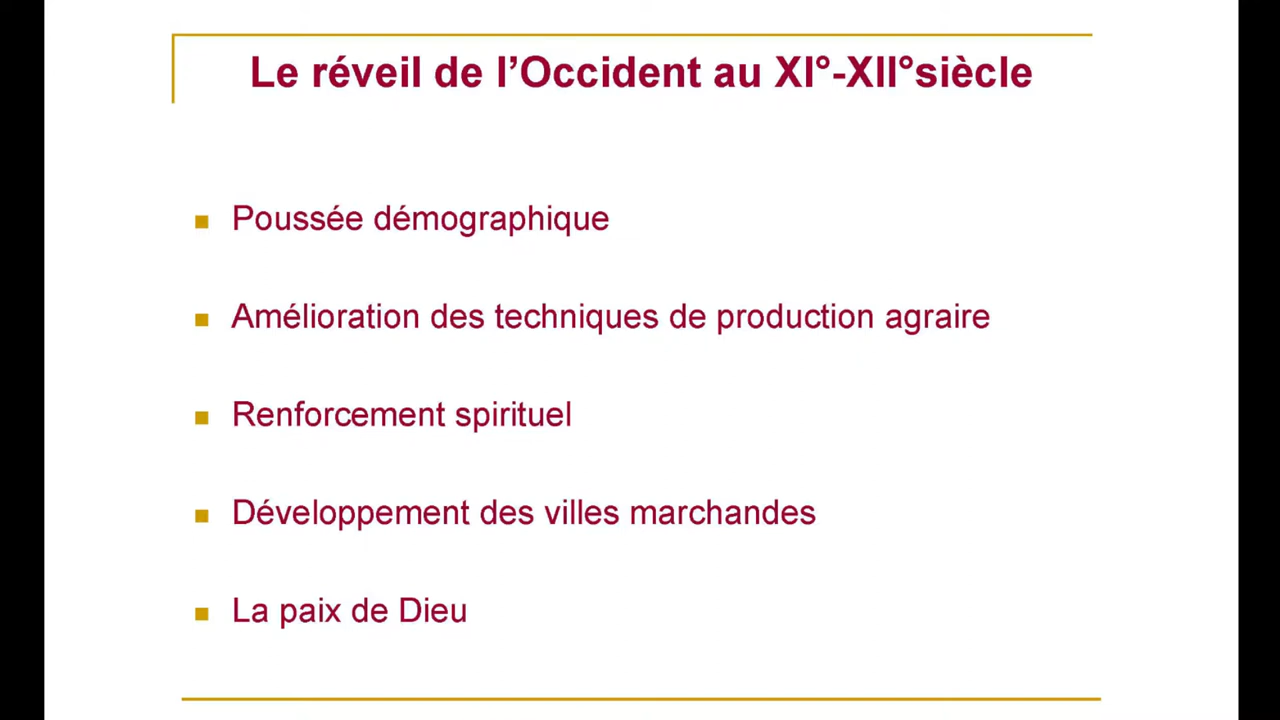 Le réveil de l’Occident au XI°-XII°siècle
Poussée démographique
Amélioration des techniques de production agraire
Renforcement spirituel
Développement des villes marchandes
La paix de Dieu